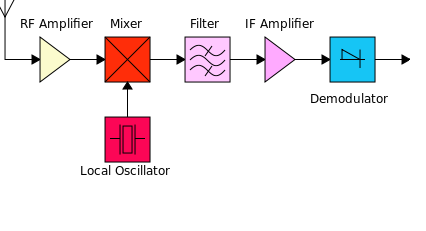 RF Amplifier
Mixer
Filter
IF Amplifier
Demodulator
Local Oscillator